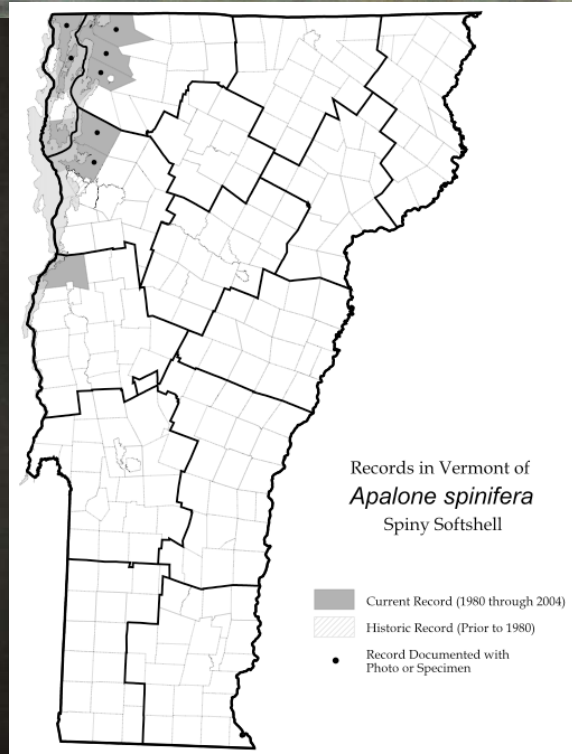 Records in Vermont of
Apalone spinifera
Spiny Softshell
Current Record (1980 through 2004)
Historic Record (Prior to 1980)
Record Documented with
Photo or Specimen